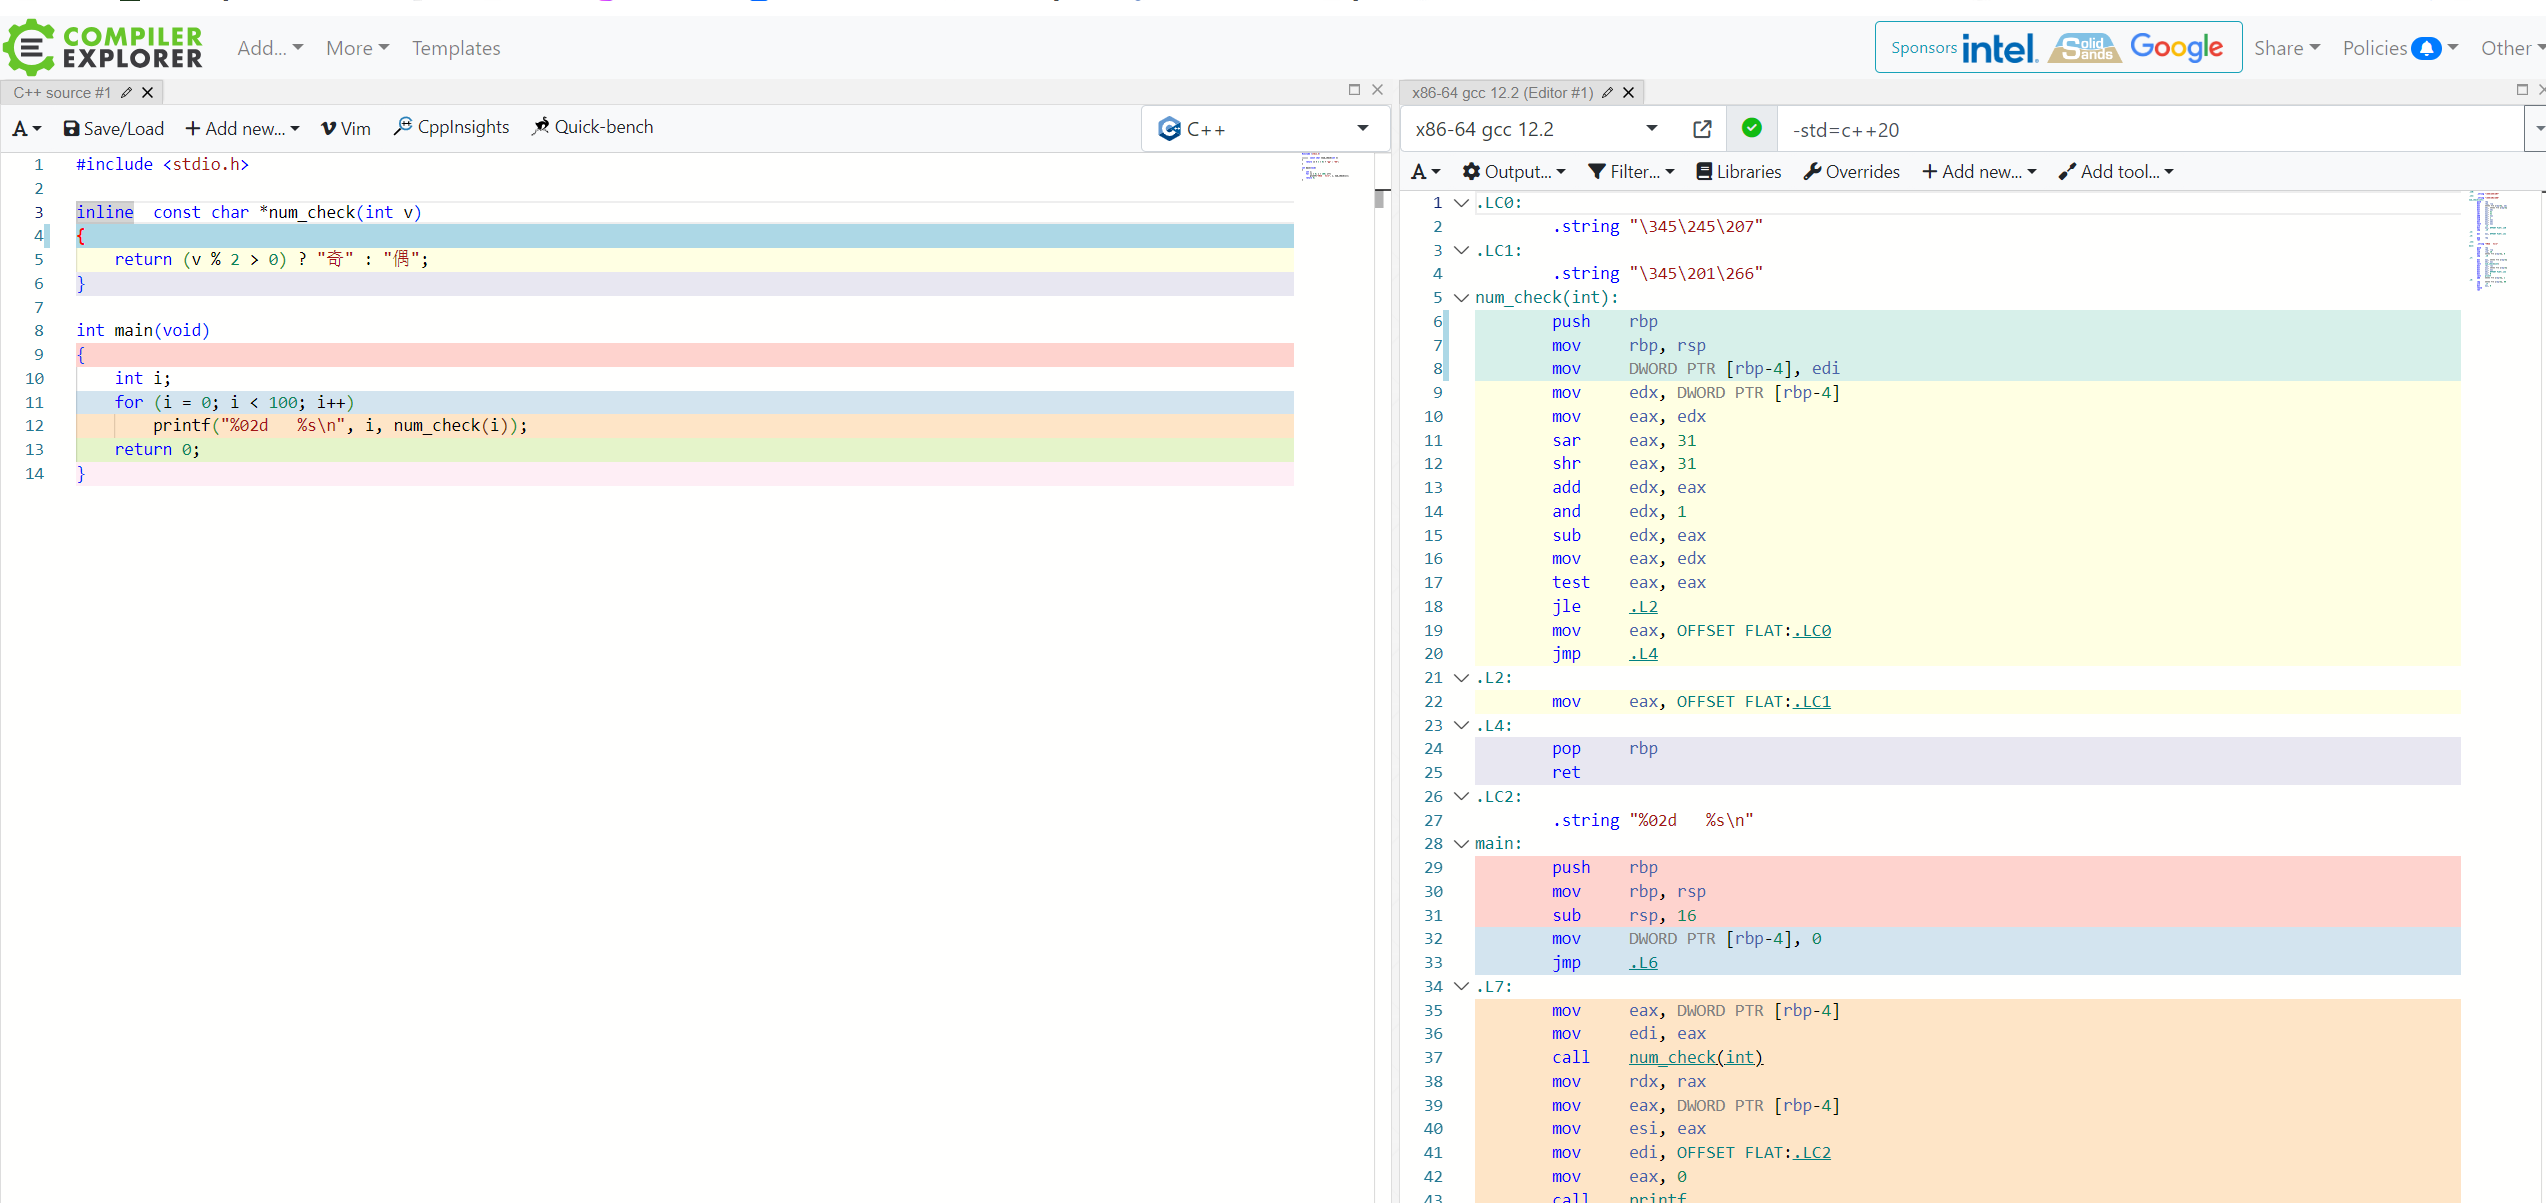 COMPILER EXPLORER Add... More Templates Sponsors intel. Solid Sands Google Share Policies Other
C++ source #1
A Save/Load Add new... Vim CppInsights Quick-bench C++
1 #include <stdio.h>
2
3 inline  const char *num_check(int v)
4 {
5     return (v % 2 > 0) ? "奇" : "偶";
6 }
7
8 int main(void)
9 {
10     int i;
11     for (i = 0; i < 100; i++)
12         printf("%02d   %s\n", i, num_check(i));
13     return 0;
14 }
x86-64 gcc 12.2 (Editor #1)
x86-64 gcc 12.2 -std=c++20
A Output... Filter... Libraries Overrides Add new... Add tool...
1 .LC0:
2         .string "\345\245\207"
3 .LC1:
4         .string "\345\201\266"
5 num_check(int):
6         push    rbp
7         mov     rbp, rsp
8         mov     DWORD PTR [rbp-4], edi
9         mov     edx, DWORD PTR [rbp-4]
10         mov     eax, edx
11         sar     eax, 31
12         shr     eax, 31
13         add     edx, eax
14         and     edx, 1
15         sub     edx, eax
16         mov     eax, edx
17         test    eax, eax
18         jle     .L2
19         mov     eax, OFFSET FLAT:.LC0
20         jmp     .L4
21 .L2:
22         mov     eax, OFFSET FLAT:.LC1
23 .L4:
24         pop     rbp
25         ret
26 .LC2:
27         .string "%02d   %s\n"
28 main:
29         push    rbp
30         mov     rbp, rsp
31         sub     rsp, 16
32         mov     DWORD PTR [rbp-4], 0
33         jmp     .L6
34 .L7:
35         mov     eax, DWORD PTR [rbp-4]
36         mov     edi, eax
37         call    num_check(int)
38         mov     rdx, rax
39         mov     eax, DWORD PTR [rbp-4]
40         mov     esi, eax
41         mov     edi, OFFSET FLAT:.LC2
42         mov     eax, 0
43         call    printf